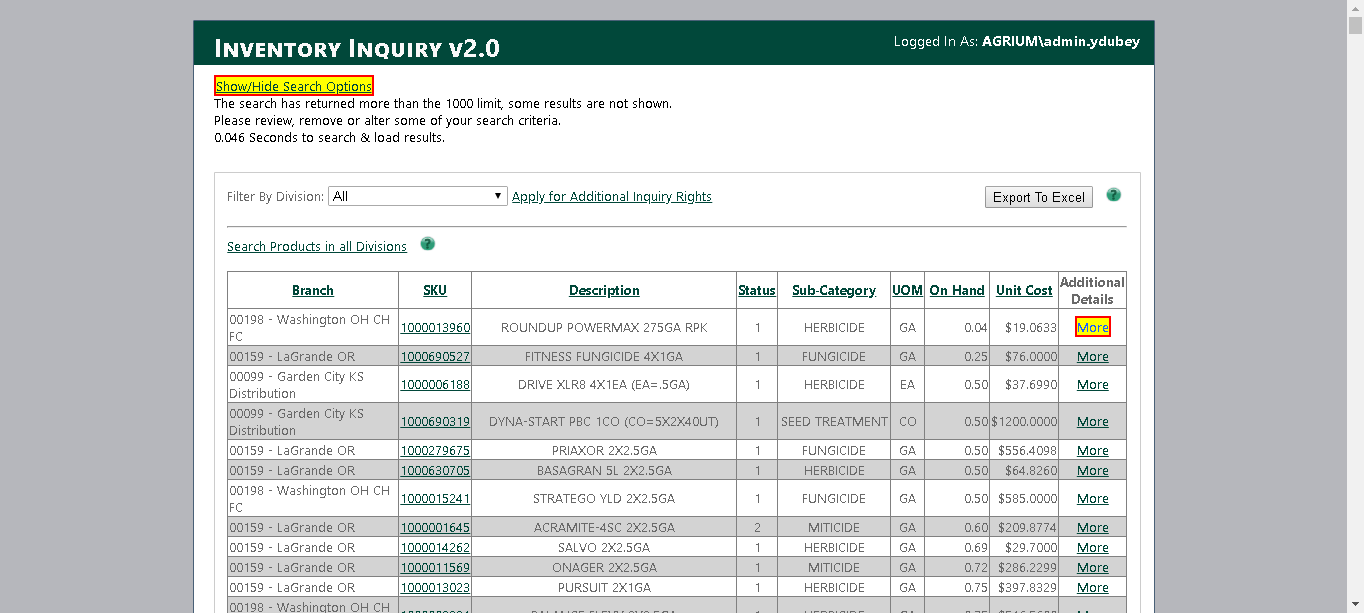 Inventory Inquiry v2.0
Logged In As: AGRIUM\admin.ydubey
Show/Hide Search Options
The search has returned more than the 1000 limit, some results are not shown.
Please review, remove or alter some of your search criteria.
0.046 Seconds to search & load results.
Filter By Division: All Apply for Additional Inquiry Rights Export To Excel ?
Search Products in all Divisions ?
Branch SKU Description Status Sub-Category UOM On Hand Unit Cost Additional Details
00198 - Washington OH CH FC 1000013960 ROUNDUP POWERMAX 275GA RPK 1 HERBICIDE GA 0.04 $19.0633 More
00159 - LaGrande OR 1000690527 FITNESS FUNGICIDE 4X1GA 1 FUNGICIDE GA 0.25 $76.0000 More
00099 - Garden City KS Distribution 1000006188 DRIVE XLR8 4X1EA (EA=.5GA) 1 HERBICIDE EA 0.50 $37.6990 More
00099 - Garden City KS Distribution 1000690319 DYNA-START PBC 1CO (CO=5X2X40UT) 1 SEED TREATMENT CO 0.50 $1200.0000 More
00159 - LaGrande OR 1000279675 PRIAXOR 2X2.5GA 1 FUNGICIDE GA 0.50 $556.4098 More
00159 - LaGrande OR 1000630705 BASAGRAN 5L 2X2.5GA 1 HERBICIDE GA 0.50 $64.8260 More
00198 - Washington OH CH FC 1000015241 STRATEGO YLD 2X2.5GA 1 FUNGICIDE GA 0.50 $585.0000 More
00159 - LaGrande OR 1000001645 ACRAMITE-4SC 2X2.5GA 2 MITICIDE GA 0.60 $209.8774 More
00159 - LaGrande OR 1000014262 SALVO 2X2.5GA 1 HERBICIDE GA 0.69 $29.7000 More
00159 - LaGrande OR 1000011569 ONAGER 2X2.5GA 1 MITICIDE GA 0.72 $286.2299 More
00159 - LaGrande OR 1000013023 PURSUIT 2X1GA 1 HERBICIDE GA 0.75 $397.8329 More
00198 - Washington OH CH